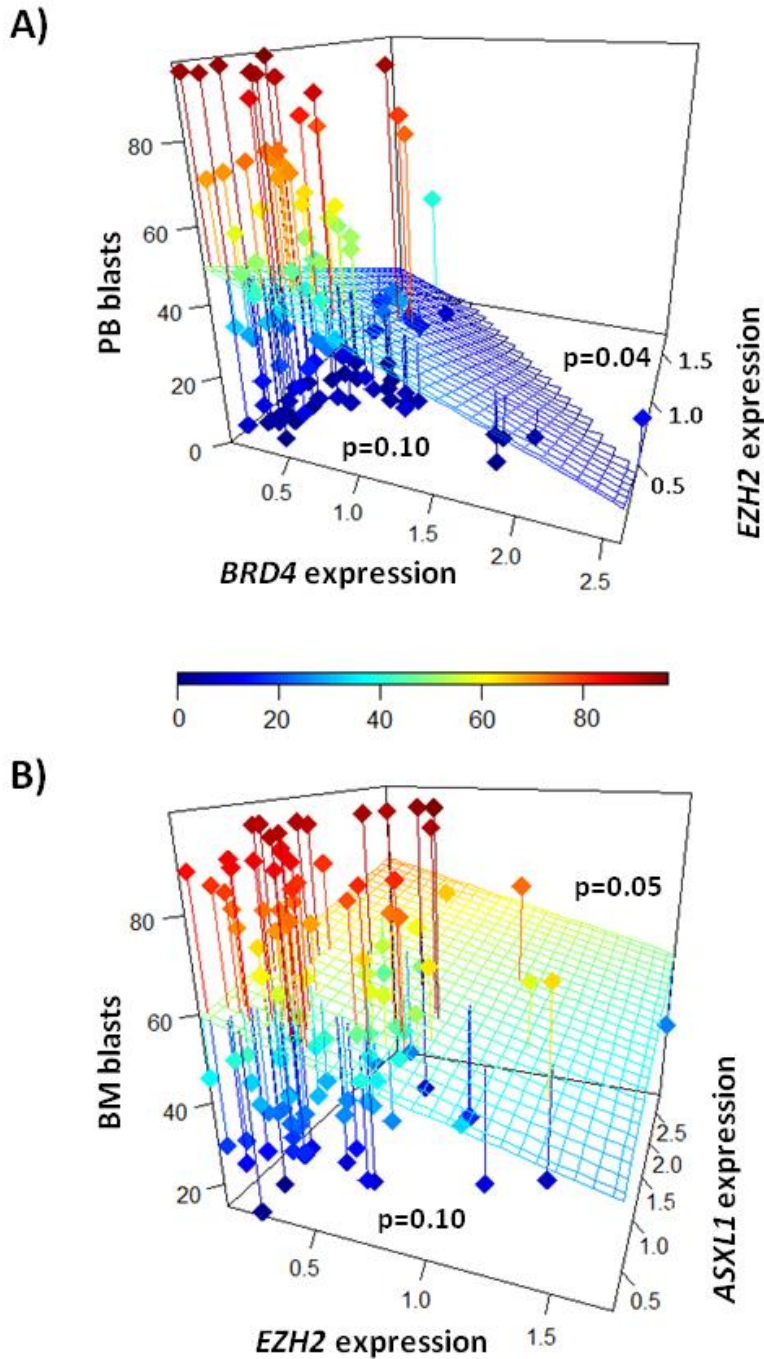 A)
80
60
40
20
0
PB blasts
p=0.04
p=0.10
1.5
1.0
0.5
EZH2 expression
0.5
1.0
1.5
2.0
2.5
BRD4 expression
0 20 40 60 80
B)
80
60
40
20
BM blasts
p=0.05
p=0.10
2.5
2.0
1.5
1.0
0.5
ASXL1 expression
0.5
1.0
1.5
EZH2 expression